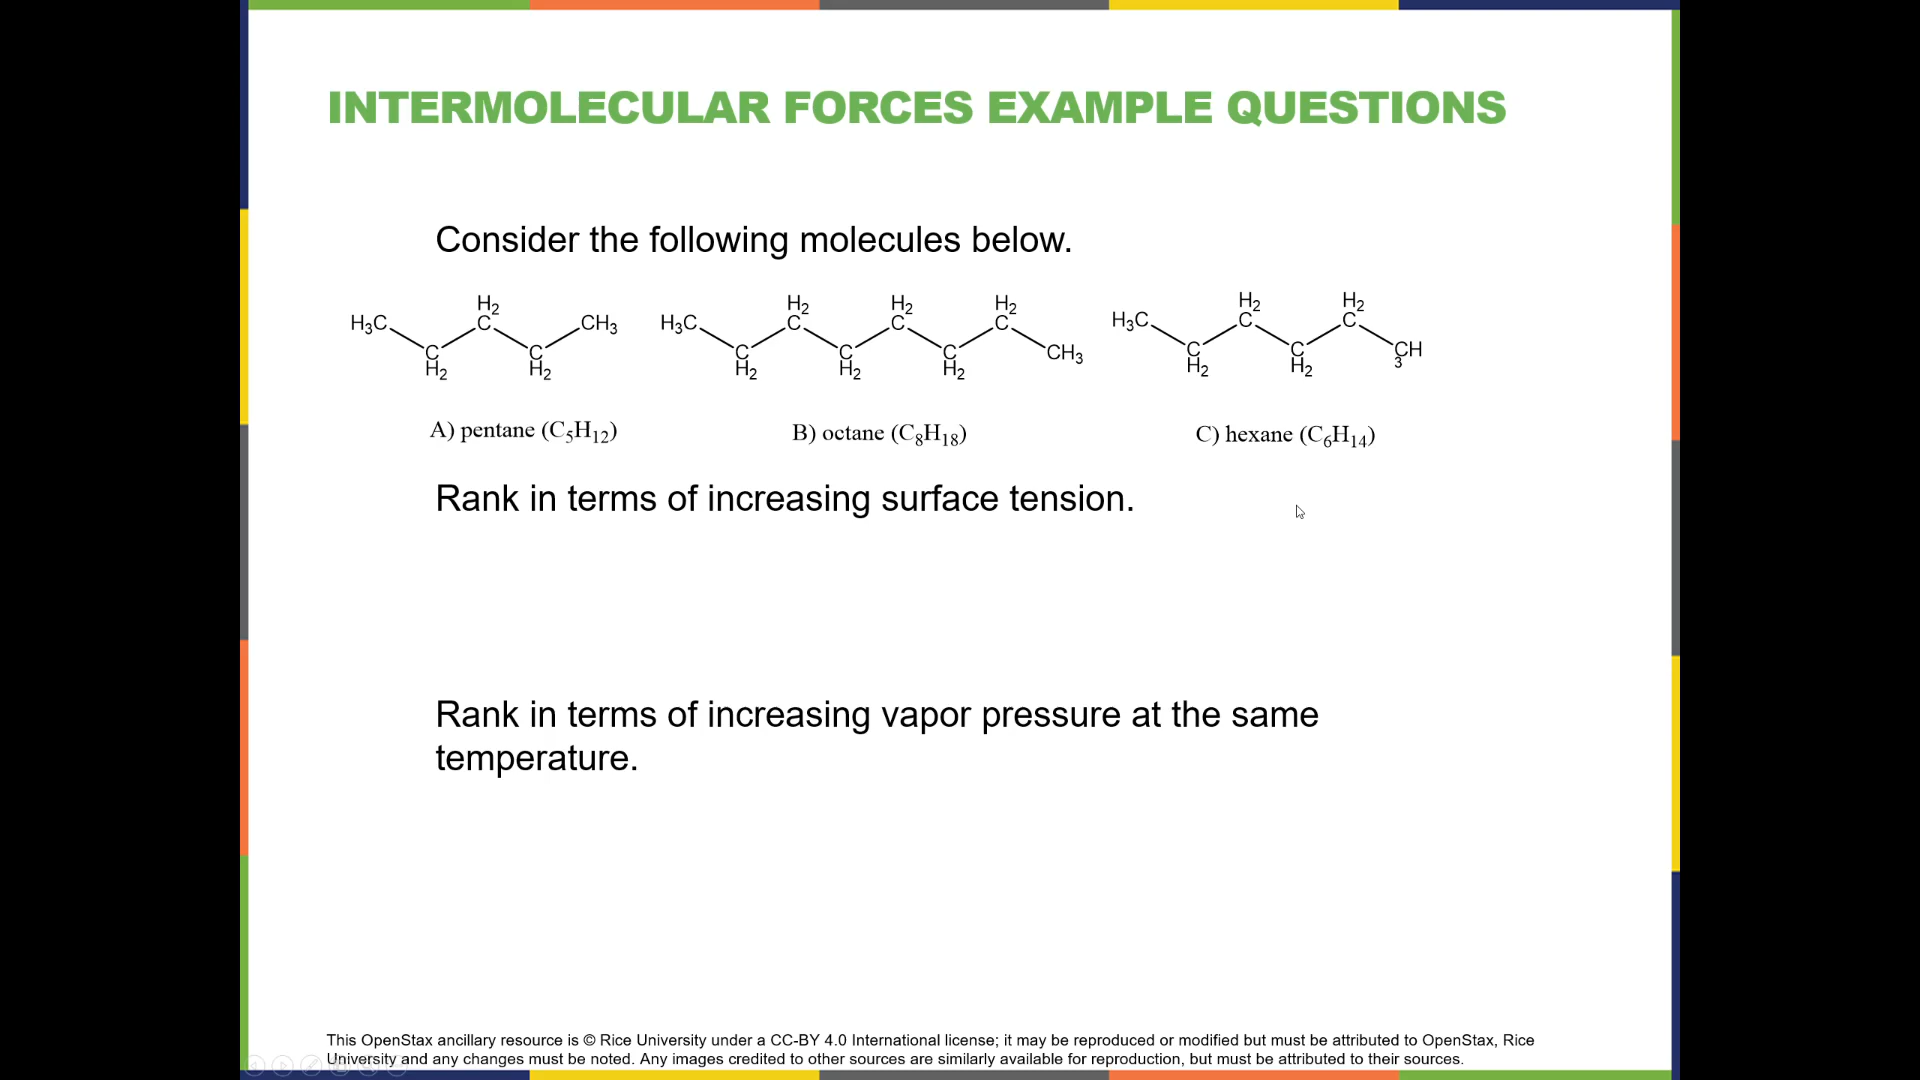 INTERMOLECULAR FORCES EXAMPLE QUESTIONS
Consider the following molecules below.
H₂ CH₃ H₂ H₂ H₂ H₂ H₂
H₃C C H₃C C C C H₃C C C
C C C C C CH₃ C C CH
H₂ H₂ H₂ H₂ H₂ H₂ H₂ 3
A) pentane (C₅H₁₂) B) octane (C₈H₁₈) C) hexane (C₆H₁₄)
Rank in terms of increasing surface tension.
Rank in terms of increasing vapor pressure at the same
temperature.
This OpenStax ancillary resource is © Rice University under a CC-BY 4.0 International license; it may be reproduced or modified but must be attributed to OpenStax, Rice
University and any changes must be noted. Any images credited to other sources are similarly available for reproduction, but must be attributed to their sources.